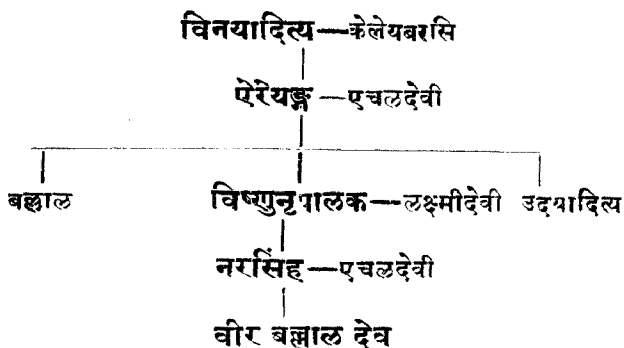 विनयादित्य—केलेयबरसि
ऐरेयङ्ग—एचलदेवी
बल्लाल विष्णुनृपालक—लक्ष्मीदेवी उदयादित्य
नरसिंह—एचलदेवी
वीर बल्लाल देव